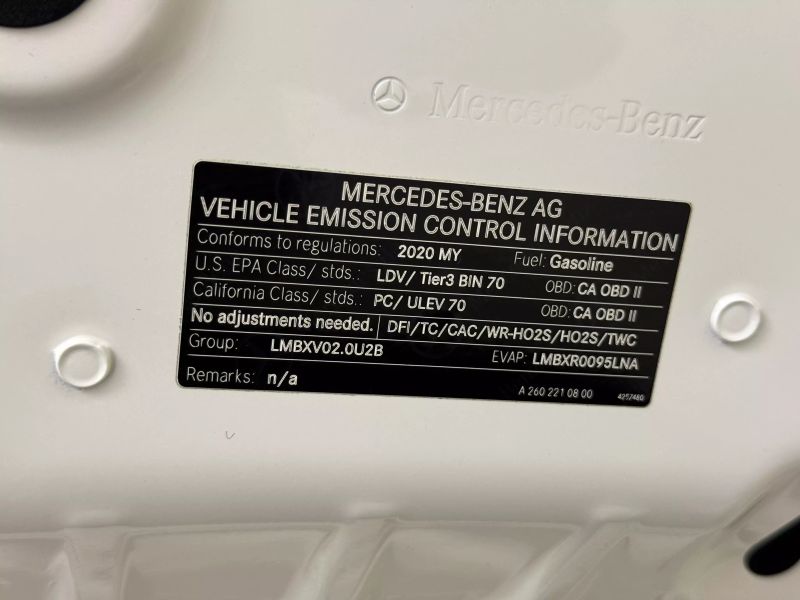 Mercedes-Benz
MERCEDES-BENZ AG
VEHICLE EMISSION CONTROL INFORMATION
Conforms to regulations: 2020 MY Fuel: Gasoline
U.S. EPA Class/ stds.: LDV/ Tier3 BIN 70 OBD: CA OBD II
California Class/ stds.: PC/ ULEV 70 OBD: CA OBD II
No adjustments needed. DFI/TC/CAC/WR-HO2S/HO2S/TWC
Group: LMBXV02.0U2B EVAP: LMBXR0095LNA
Remarks: n/a A 260 221 08 00 4257480